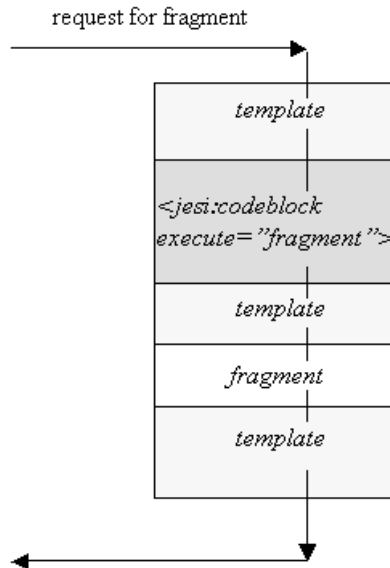 request for fragment
template
<jesi:codeblock
execute=”fragment”>
template
fragment
template